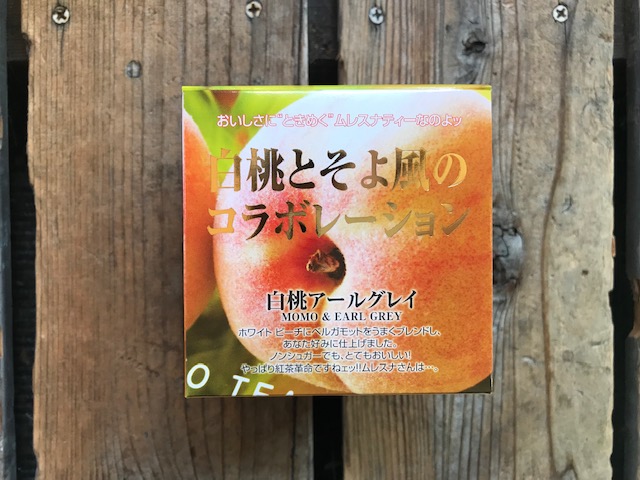 おいしさに"ときめく"ムレスナティーなのよッ
白桃とそよ風の
コラボレーション
白桃アールグレイ
MOMO & EARL GREY
ホワイト ピーチにベルガモットをうまくブレンドし、
あなた好みに仕上げました。
ノンシュガーでも、とてもおいしい!
やっぱり紅茶革命ですねェッ!!ムレスナさんは…。
O TEA